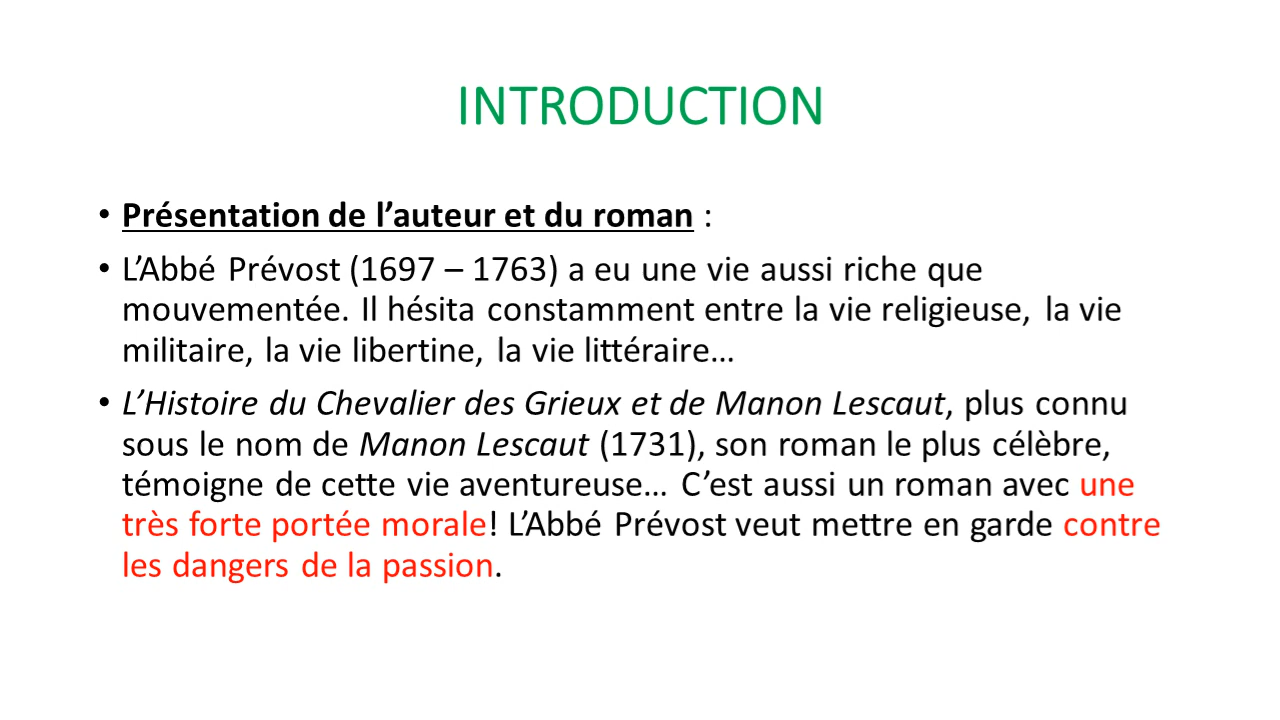 INTRODUCTION
• Présentation de l’auteur et du roman :
• L’Abbé Prévost (1697 – 1763) a eu une vie aussi riche que
mouvementée. Il hésita constamment entre la vie religieuse, la vie
militaire, la vie libertine, la vie littéraire…
• L’Histoire du Chevalier des Grieux et de Manon Lescaut, plus connu
sous le nom de Manon Lescaut (1731), son roman le plus célèbre,
témoigne de cette vie aventureuse… C’est aussi un roman avec une
très forte portée morale! L’Abbé Prévost veut mettre en garde contre
les dangers de la passion.